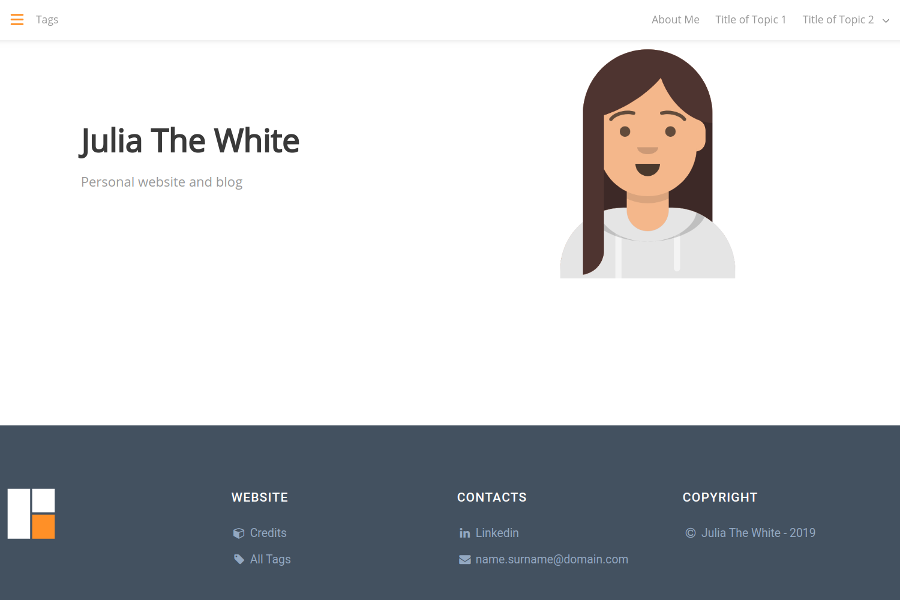 Tags
About Me Title of Topic 1 Title of Topic 2
Julia The White
Personal website and blog
WEBSITE
Credits
All Tags
CONTACTS
Linkedin
name.surname@domain.com
COPYRIGHT
© Julia The White - 2019